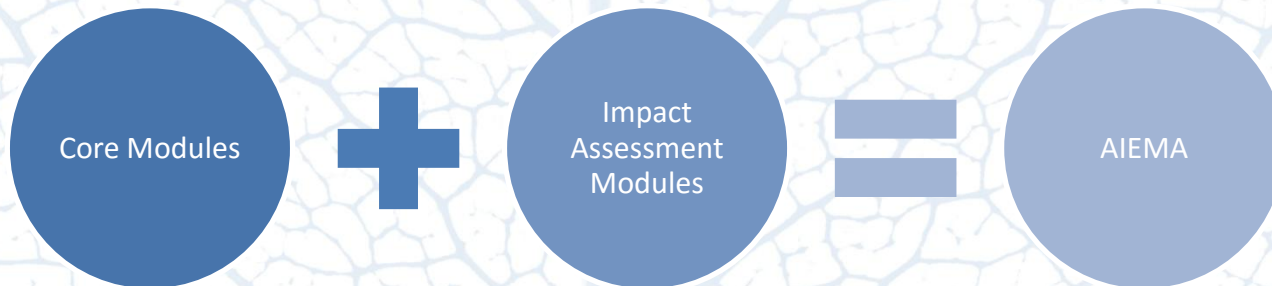 Core Modules
Impact
Assessment
Modules
AIEMA